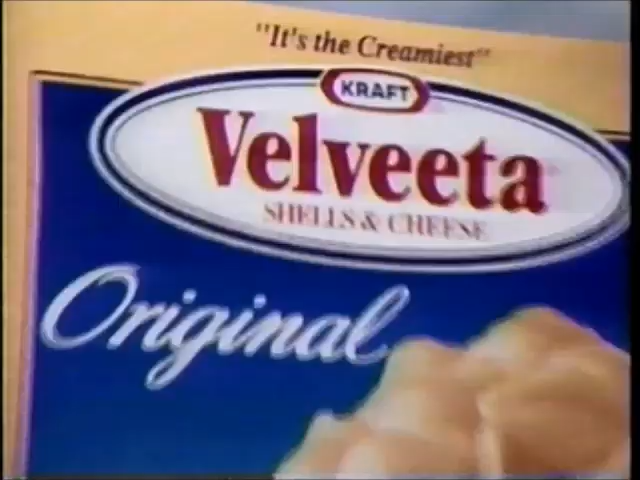 "It's the Creamiest"
KRAFT
Velveeta
SHELLS & CHEESE
Original